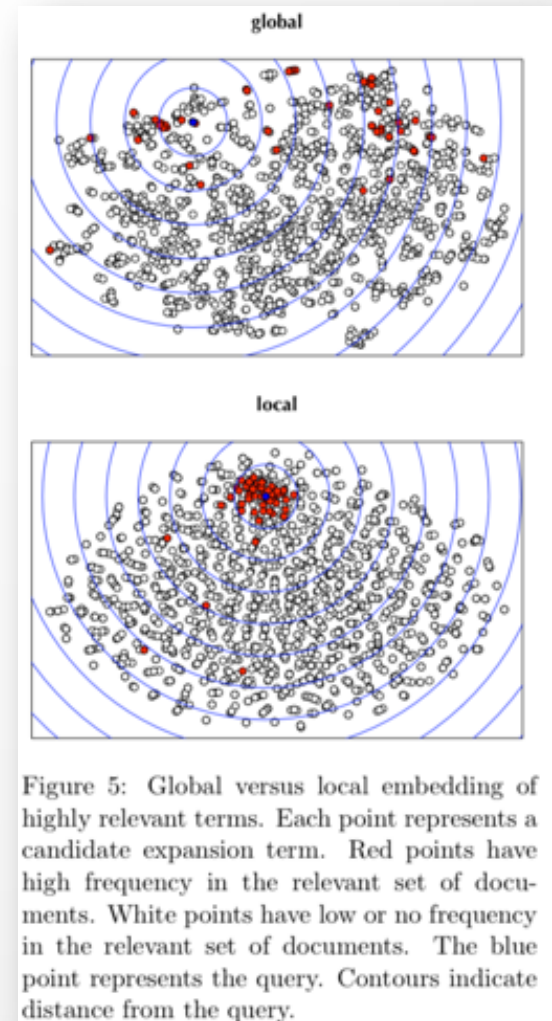 global
local
Figure 5: Global versus local embedding of
highly relevant terms. Each point represents a
candidate expansion term. Red points have
high frequency in the relevant set of docu-
ments. White points have low or no frequency
in the relevant set of documents. The blue
point represents the query. Contours indicate
distance from the query.